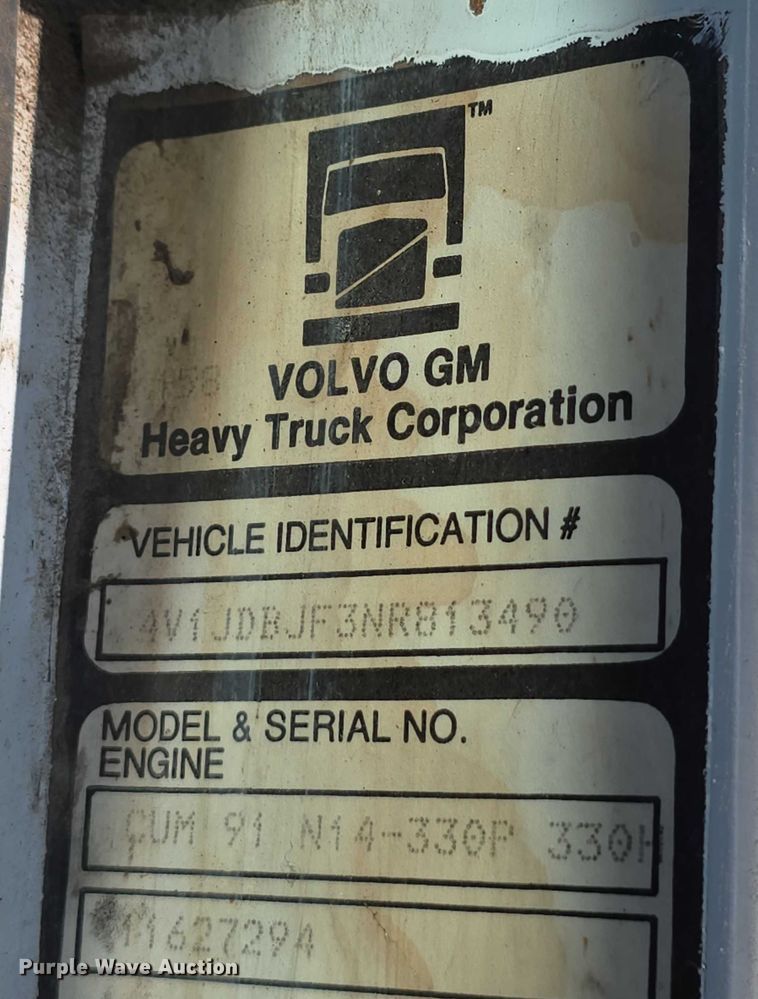 TM
VOLVO GM
Heavy Truck Corporation
VEHICLE IDENTIFICATION #
4V1JDBJF3NR813490
MODEL & SERIAL NO.
ENGINE
CUM 91 N14-330P 330H
11627294
Purple Wave Auction